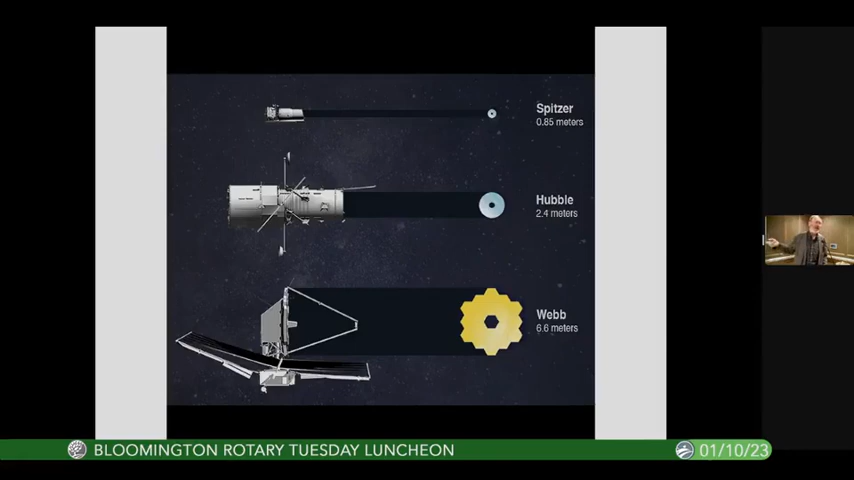 Spitzer
0.85 meters
Hubble
2.4 meters
Webb
6.6 meters
BLOOMINGTON ROTARY TUESDAY LUNCHEON
01/10/23